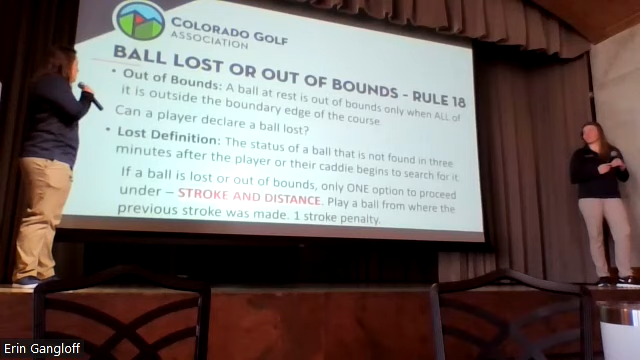 COLORADO GOLF
ASSOCIATION
BALL LOST OR OUT OF BOUNDS - RULE 18
• Out of Bounds: A ball at rest is out of bounds only when ALL of
it is outside the boundary edge of the course.
Can a player declare a ball lost?
• Lost Definition: The status of a ball that is not found in three
minutes after the player or their caddie begins to search for it.
If a ball is lost or out of bounds, only ONE option to proceed
under – STROKE AND DISTANCE. Play a ball from where the
previous stroke was made. 1 stroke penalty.
Erin Gangloff